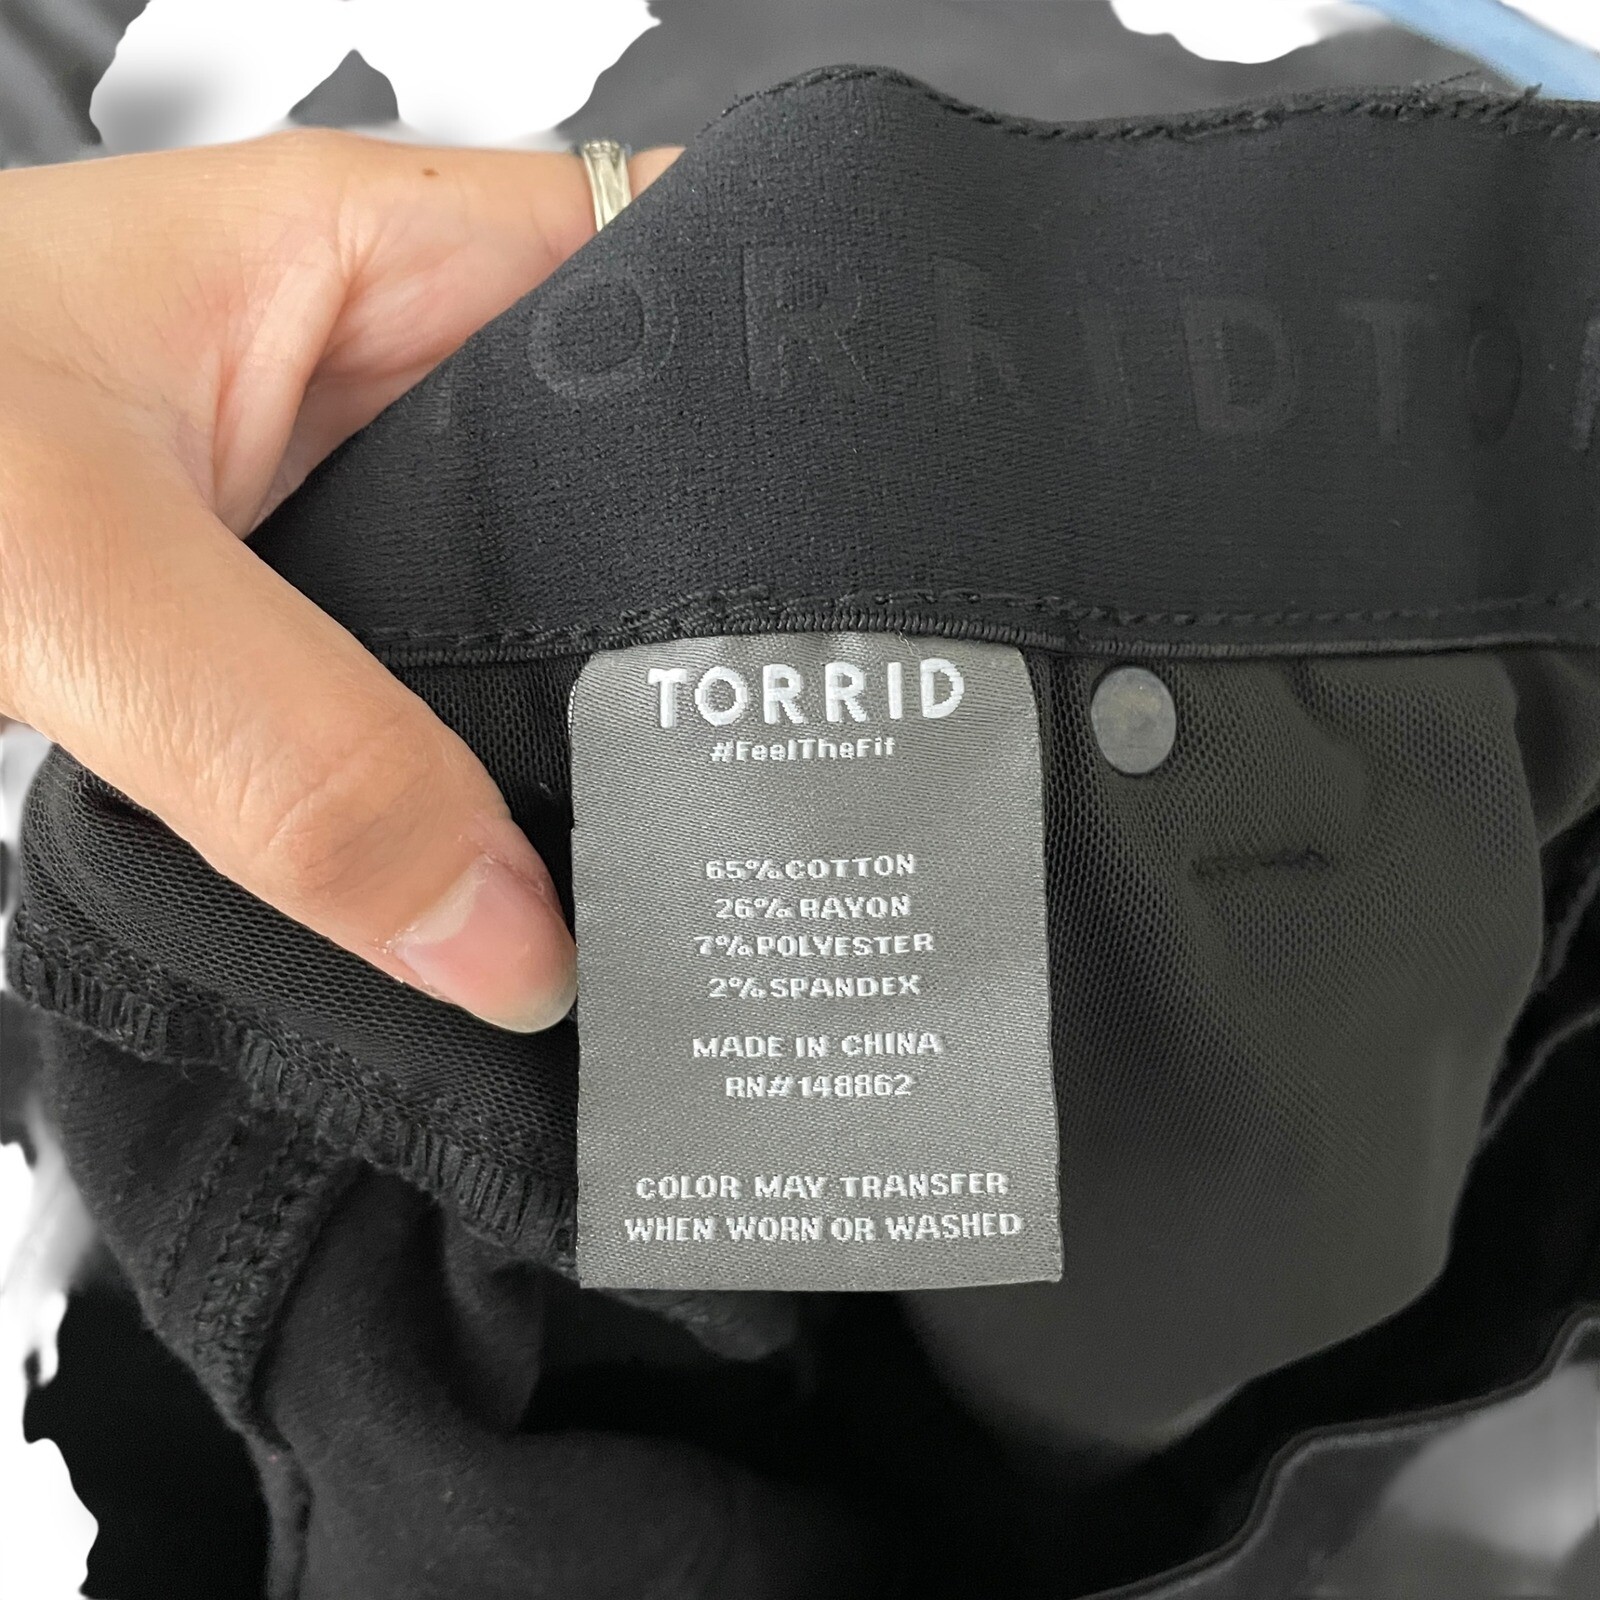 TORRIDTO
TORRID
#FeelTheFit
65% COTTON
26% RAYON
7% POLYESTER
2% SPANDEX
MADE IN CHINA
RN# 148862
COLOR MAY TRANSFER
WHEN WORN OR WASHED